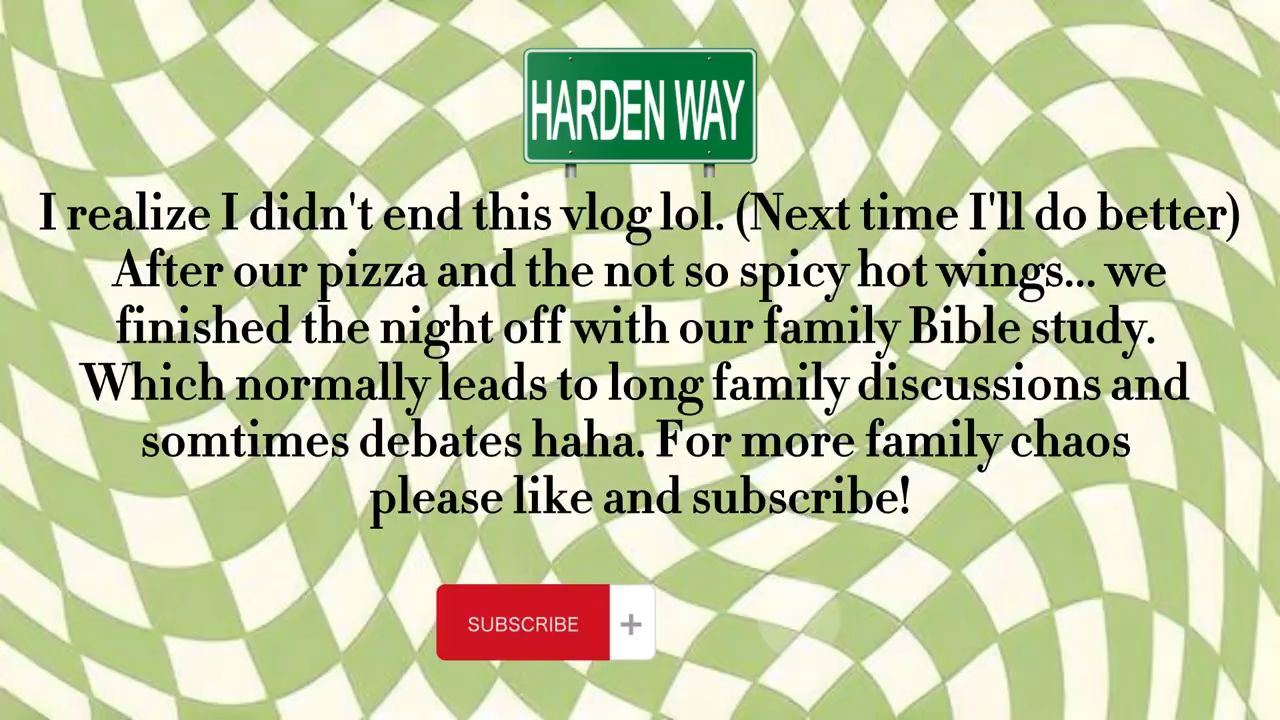 HARDEN WAY
I realize I didn't end this vlog lol. (Next time I'll do better)
After our pizza and the not so spicy hot wings... we
finished the night off with our family Bible study.
Which normally leads to long family discussions and
somtimes debates haha. For more family chaos
please like and subscribe!
SUBSCRIBE +